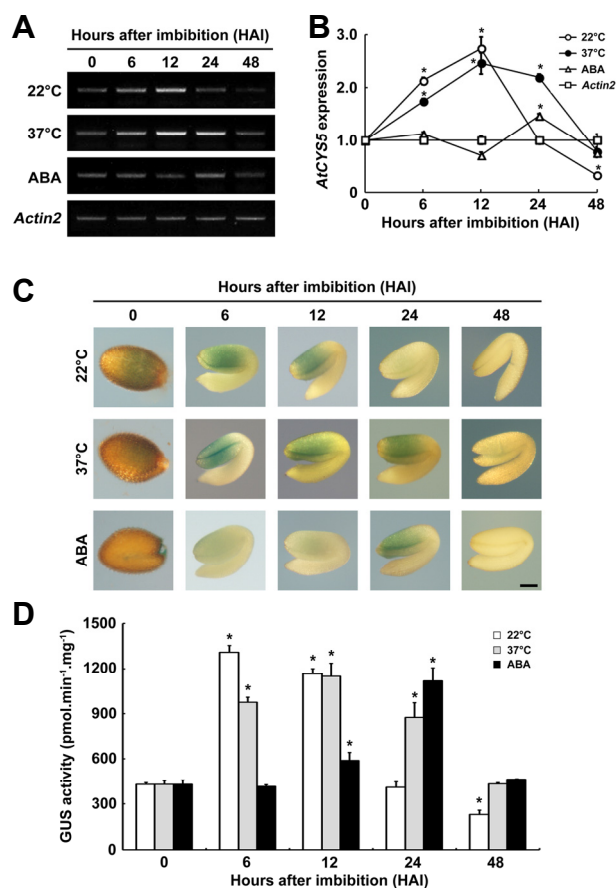 A
Hours after imbibition (HAI)
0 6 12 24 48
22°C
37°C
ABA
Actin2
B
3.0
2.0
1.0
0
AtCYS5 expression
* * * * * * *
22°C
37°C
ABA
Actin2
0 6 12 24 48
Hours after imbibition (HAI)
C
Hours after imbibition (HAI)
0 6 12 24 48
22°C
37°C
ABA
D
1500
1200
900
600
300
0
GUS activity (pmol.min⁻¹.mg⁻¹)
* * * * * * * *
22°C
37°C
ABA
0 6 12 24 48
Hours after imbibition (HAI)